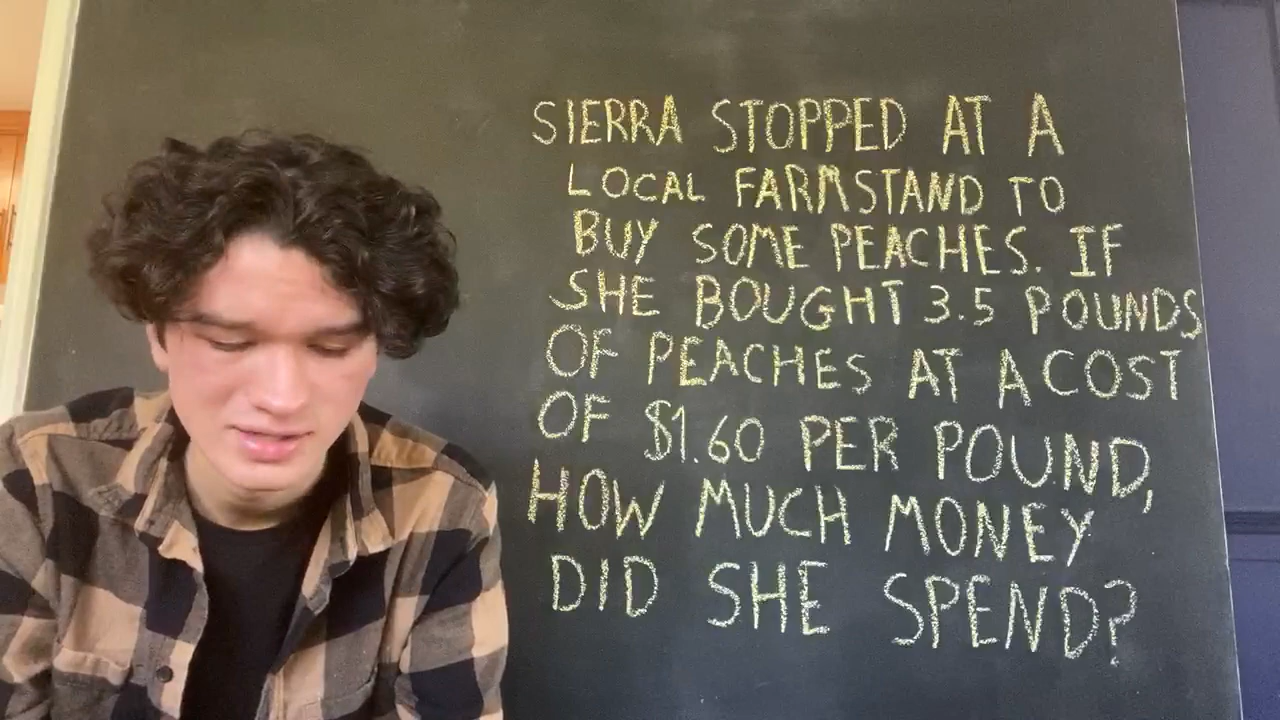 SIERRA STOPPED AT A
LOCAL FARMSTAND TO
BUY SOME PEACHES. IF
SHE BOUGHT 3.5 POUNDS
OF PEACHES AT A COST
OF $1.60 PER POUND,
HOW MUCH MONEY
DID SHE SPEND?